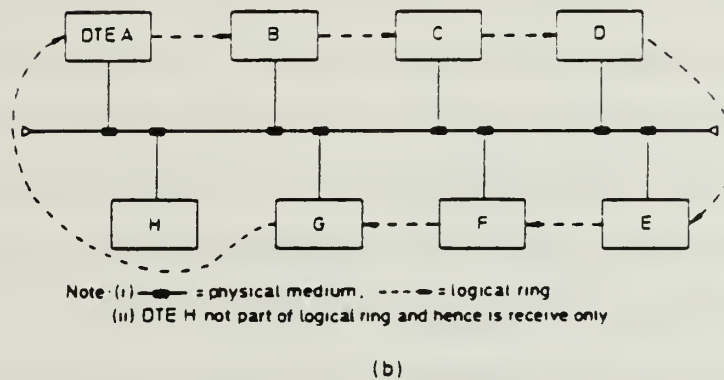 DTE A
B
C
D
H
G
F
E
Note (i) = physical medium, = logical ring
(ii) DTE H not part of logical ring and hence is receive only
(b)